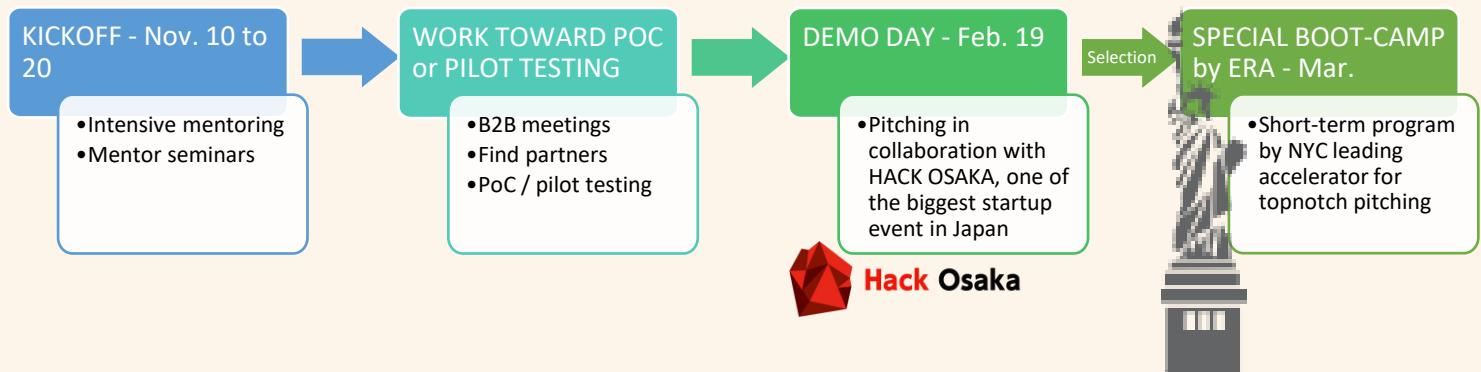 KICKOFF - Nov. 10 to
20
•Intensive mentoring
•Mentor seminars
WORK TOWARD POC
or PILOT TESTING
•B2B meetings
•Find partners
•PoC / pilot testing
DEMO DAY - Feb. 19
•Pitching in
collaboration with
HACK OSAKA, one of
the biggest startup
event in Japan
Hack Osaka
Selection
SPECIAL BOOT-CAMP
by ERA - Mar.
•Short-term program
by NYC leading
accelerator for
topnotch pitching